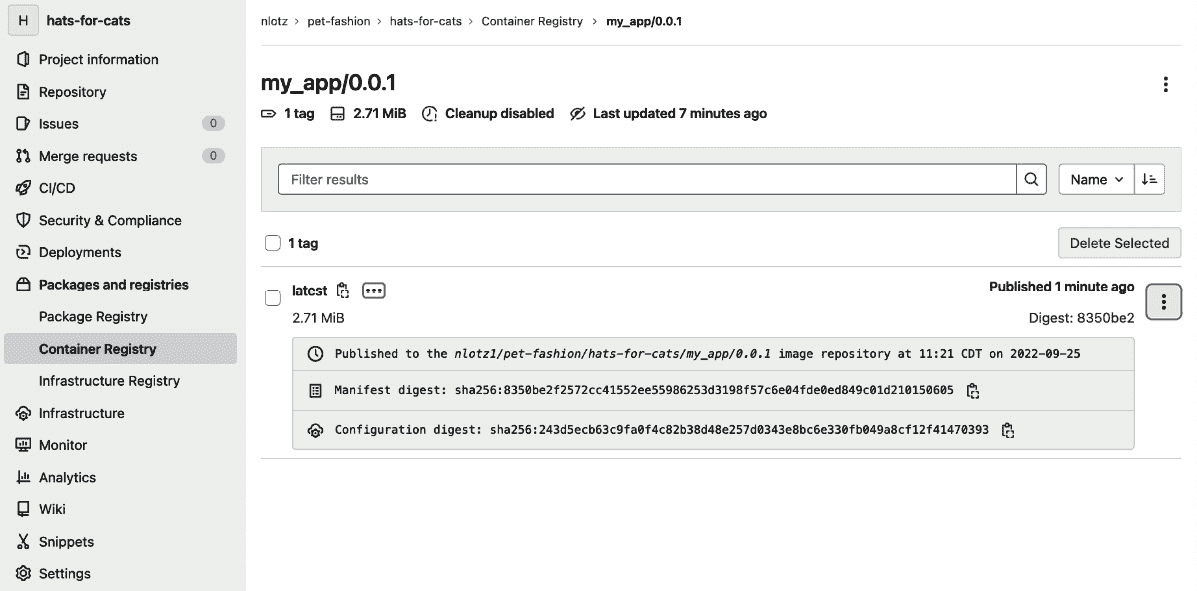 H hats-for-cats
Project information
Repository
Issues 0
Merge requests 0
CI/CD
Security & Compliance
Deployments
Packages and registries
Package Registry
Container Registry
Infrastructure Registry
Infrastructure
Monitor
Analytics
Wiki
Snippets
Settings
nlotz > pet-fashion > hats-for-cats > Container Registry > my_app/0.0.1
my_app/0.0.1
1 tag 2.71 MiB Cleanup disabled Last updated 7 minutes ago
Filter results Name
1 tag Delete Selected
latest Published 1 minute ago
2.71 MiB Digest: 8350be2
Published to the nlotz1/pet-fashion/hats-for-cats/my_app/0.0.1 image repository at 11:21 CDT on 2022-09-25
Manifest digest: sha256:8350be2f2572cc41552ee55986253d3198f57c6e04fde0ed849c01d210150605
Configuration digest: sha256:243d5ecb63c9fa0f4c82b38d48e257d0343e8bc6e330fb049a8cf12f41470393